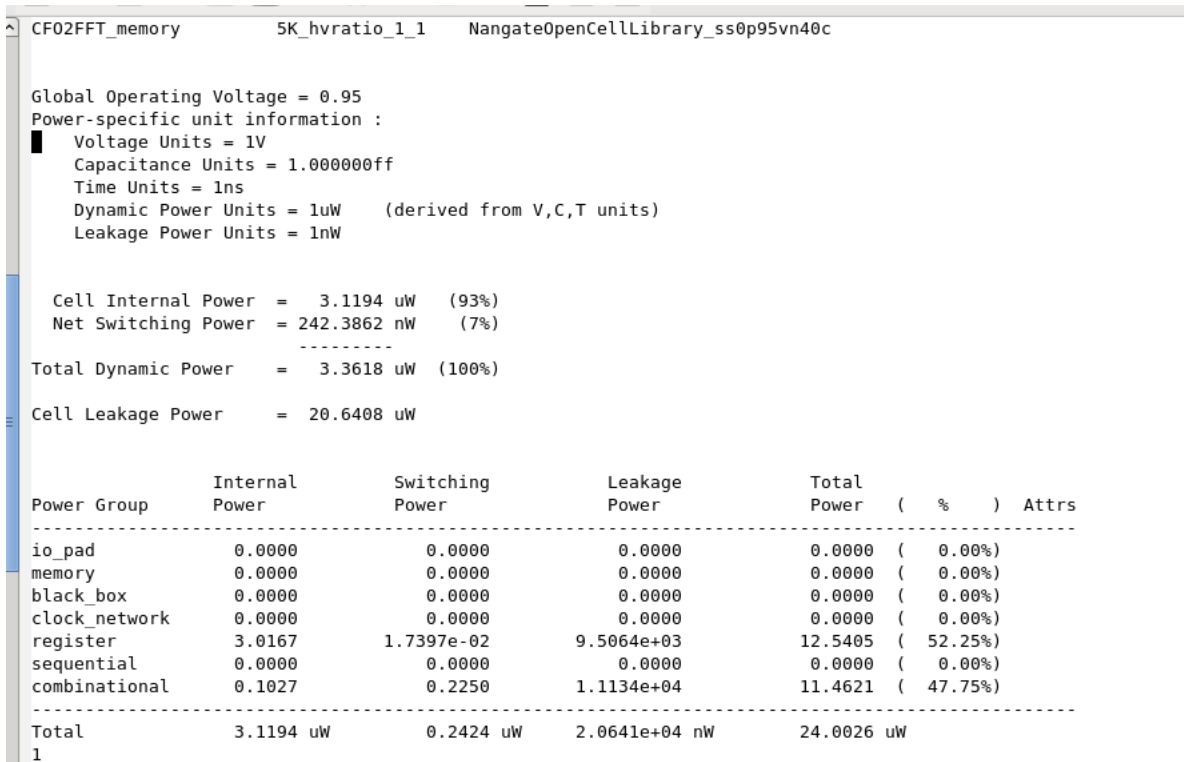 CFO2FFT_memory         5K_hvratio_1_1    NangateOpenCellLibrary_ss0p95vn40c
Global Operating Voltage = 0.95
Power-specific unit information :
    Voltage Units = 1V
    Capacitance Units = 1.000000ff
    Time Units = 1ns
    Dynamic Power Units = 1uW    (derived from V,C,T units)
    Leakage Power Units = 1nW
  Cell Internal Power  =   3.1194 uW   (93%)
  Net Switching Power  = 242.3862 nW    (7%)
                         ---------
Total Dynamic Power    =   3.3618 uW  (100%)
Cell Leakage Power     =  20.6408 uW
                 Internal         Switching           Leakage            Total
Power Group      Power            Power               Power              Power   (   %    )  Attrs
--------------------------------------------------------------------------------------------------
io_pad             0.0000            0.0000            0.0000            0.0000  (   0.00%)
memory             0.0000            0.0000            0.0000            0.0000  (   0.00%)
black_box          0.0000            0.0000            0.0000            0.0000  (   0.00%)
clock_network      0.0000            0.0000            0.0000            0.0000  (   0.00%)
register           3.0167        1.7397e-02        9.5064e+03           12.5405  (  52.25%)
sequential         0.0000            0.0000            0.0000            0.0000  (   0.00%)
combinational      0.1027            0.2250        1.1134e+04           11.4621  (  47.75%)
--------------------------------------------------------------------------------------------------
Total              3.1194 uW         0.2424 uW     2.0641e+04 nW        24.0026 uW
1